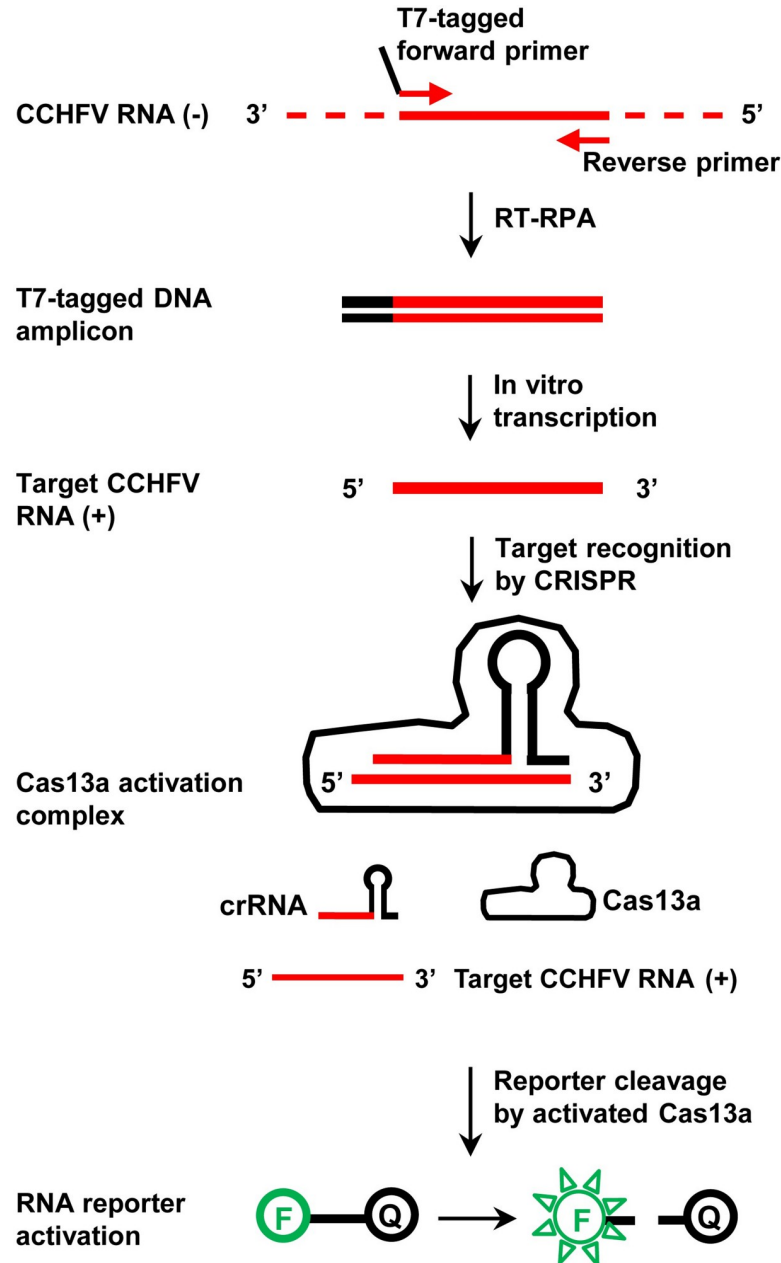 T7-tagged
forward primer
CCHFV RNA (-) 3’ 5’
Reverse primer
RT-RPA
T7-tagged DNA
amplicon
In vitro
transcription
Target CCHFV
RNA (+)
5’ 3’
Target recognition
by CRISPR
Cas13a activation
complex
5’ 3’
crRNA
Cas13a
5’ 3’ Target CCHFV RNA (+)
Reporter cleavage
by activated Cas13a
RNA reporter
activation
F Q F Q